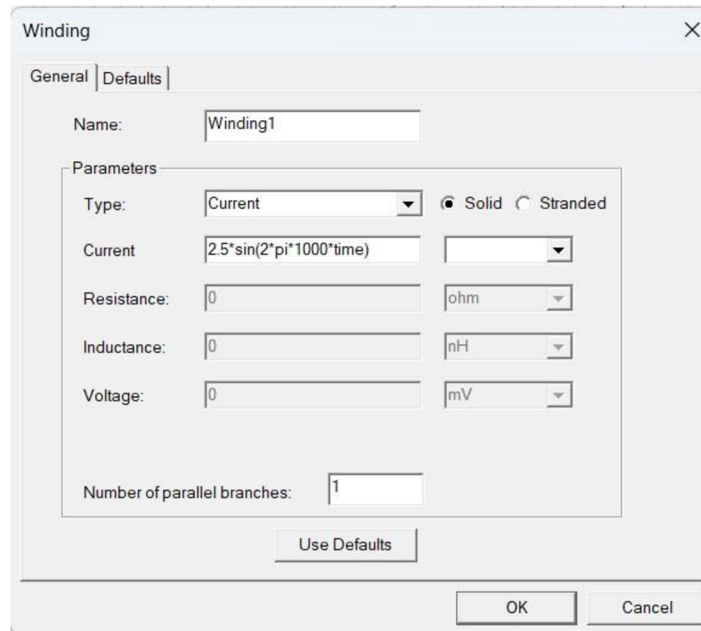 Winding
General Defaults
Name: Winding1
Parameters
Type: Current Solid Stranded
Current 2.5*sin(2*pi*1000*time)
Resistance: 0 ohm
Inductance: 0 nH
Voltage: 0 mV
Number of parallel branches: 1
Use Defaults
OK Cancel